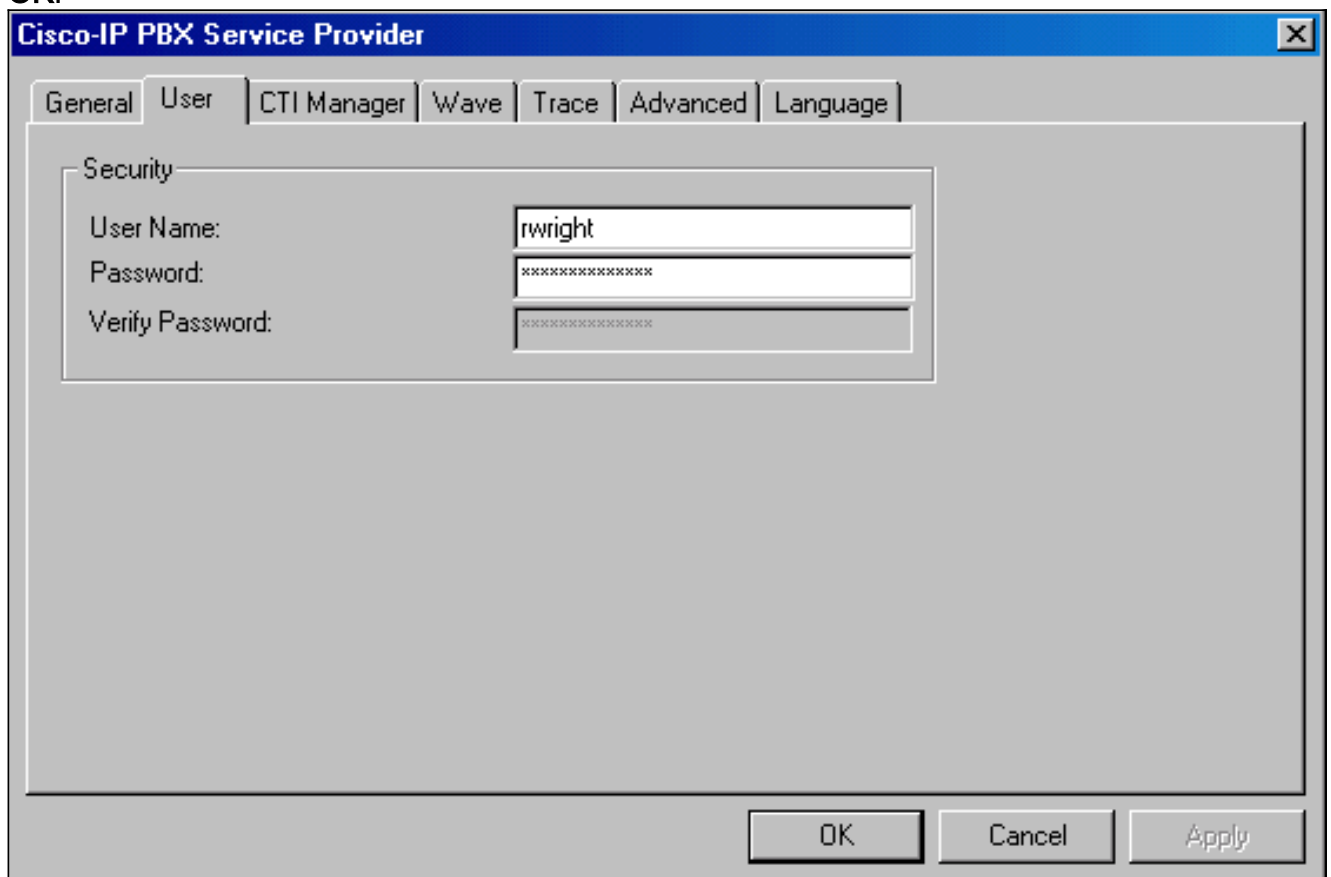 OK.
Cisco-IP PBX Service Provider
General User CTI Manager Wave Trace Advanced Language
Security
User Name: rwright
Password: **************
Verify Password: **************
OK Cancel Apply